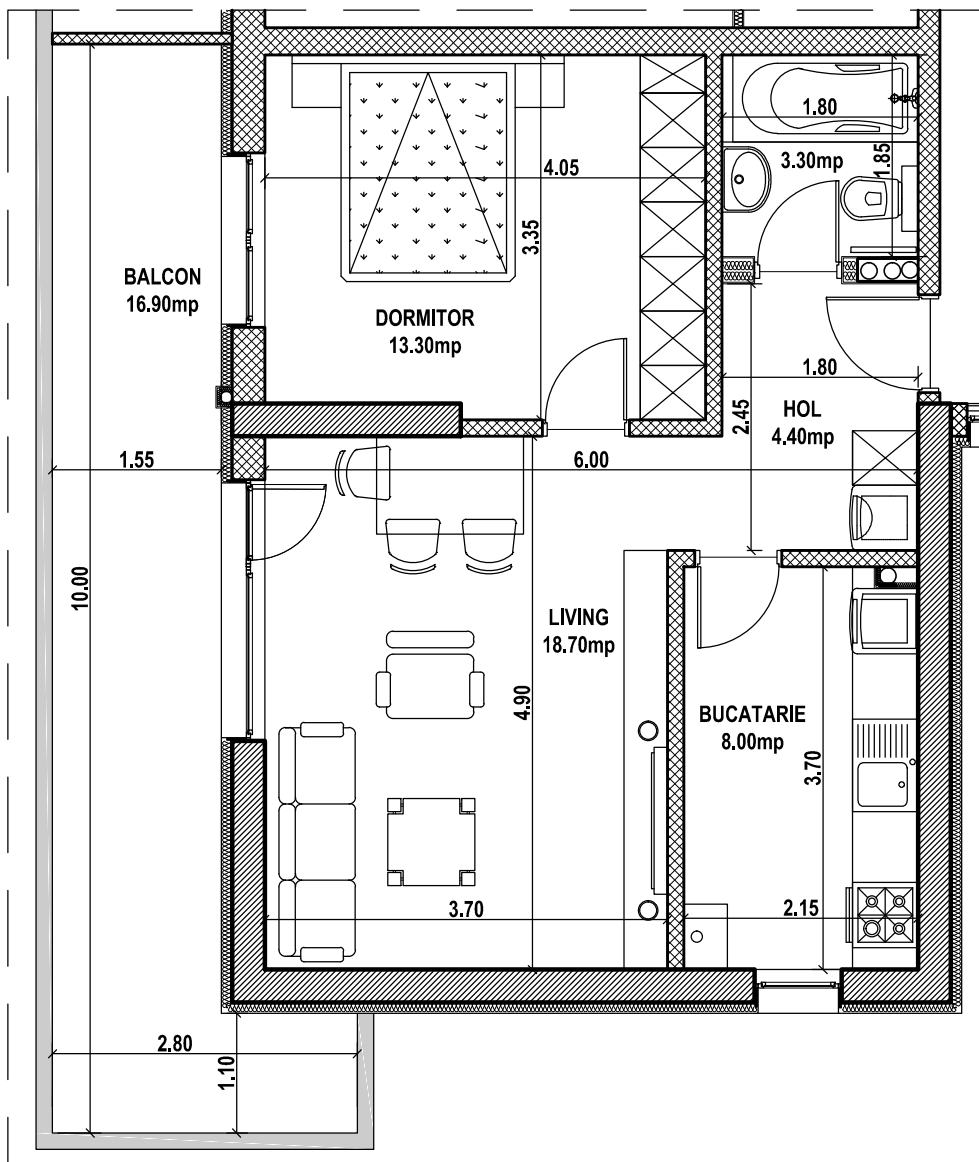 1.80
3.30mp
1.85
4.05
3.35
BALCON
16.90mp
DORMITOR
13.30mp
1.80
2.45
HOL
4.40mp
1.55
6.00
10.00
LIVING
18.70mp
4.90
BUCATARIE
8.00mp
3.70
3.70
2.15
2.80
1.10